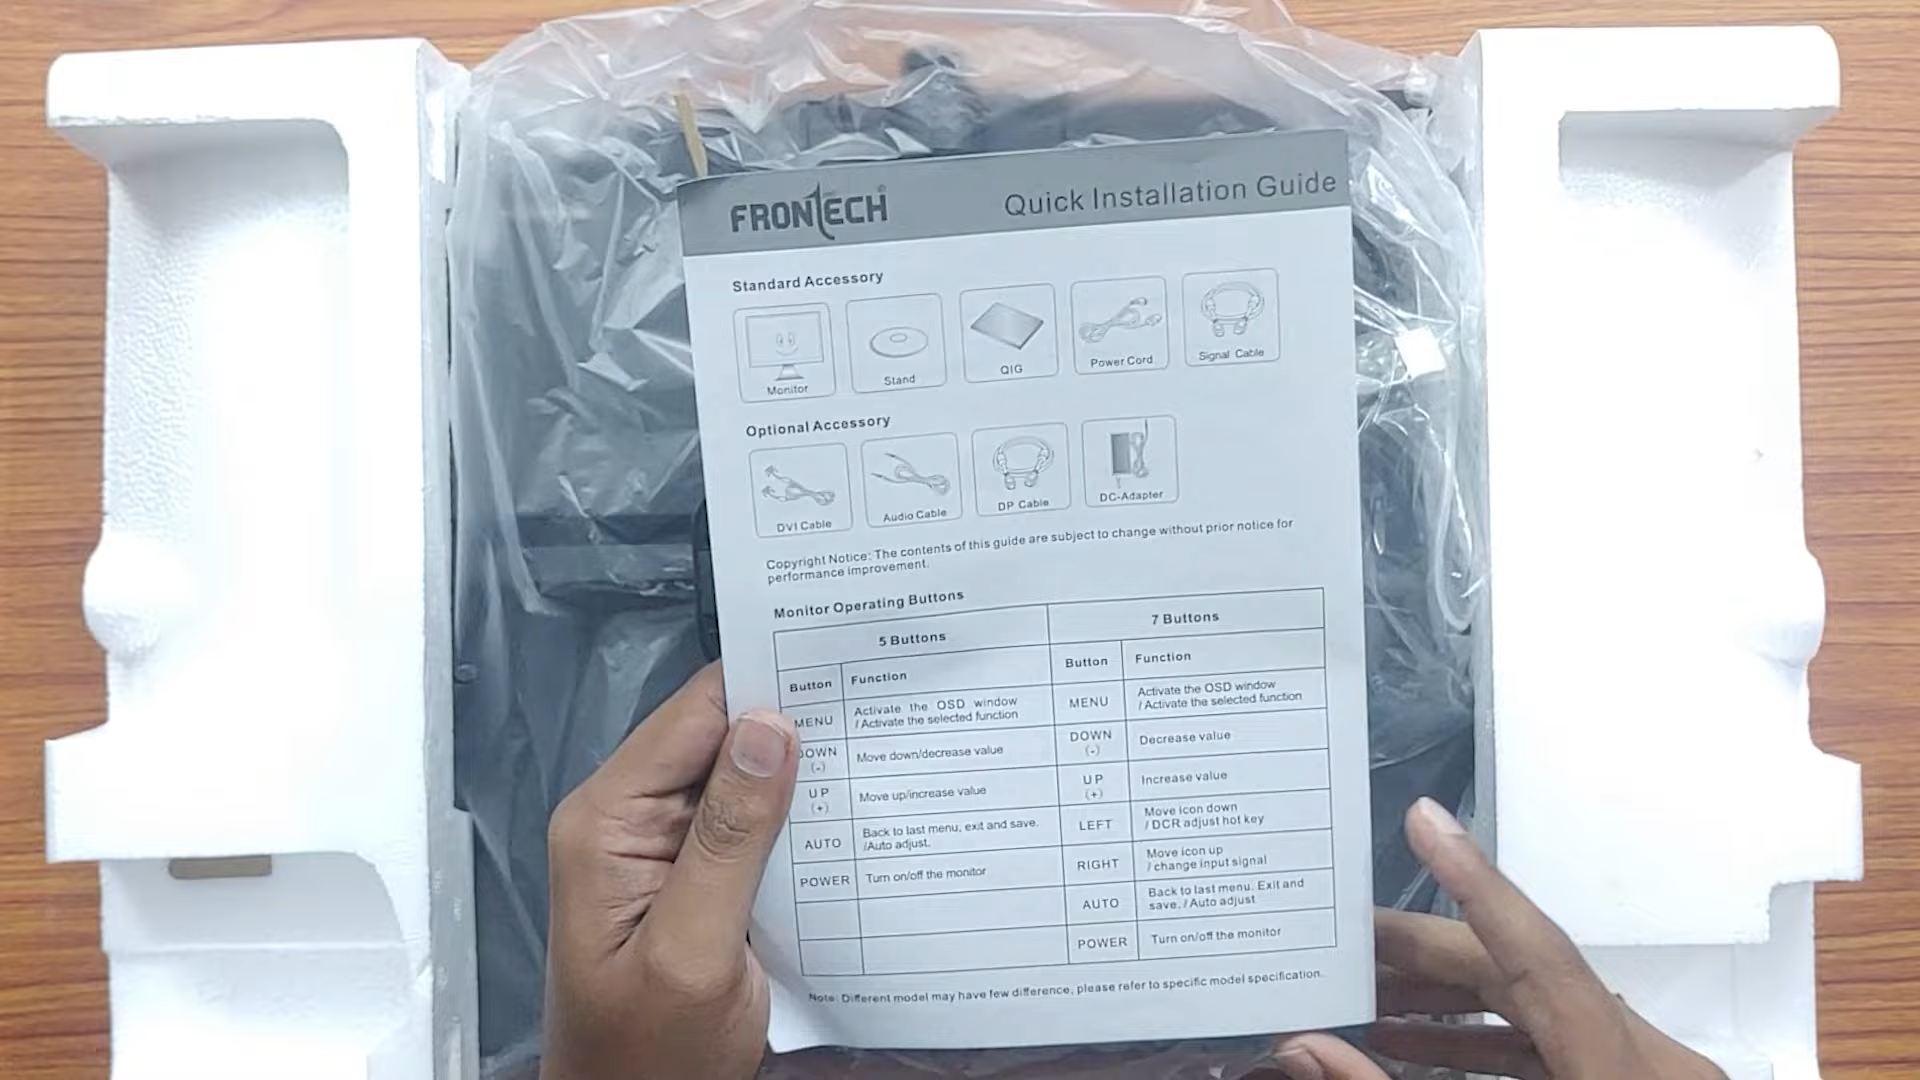 FRONTECH® Quick Installation Guide
Standard Accessory
Monitor Stand QIG Power Cord Signal Cable
Optional Accessory
DVI Cable Audio Cable DP Cable DC-Adapter
Copyright Notice: The contents of this guide are subject to change without prior notice for
performance improvement.
Monitor Operating Buttons
5 Buttons 7 Buttons
Button Function Button Function
MENU Activate the OSD window
/ Activate the selected function
MENU Activate the OSD window
/ Activate the selected function
DOWN
(-)
Move down/decrease value
DOWN
(-)
Decrease value
UP
(+)
Move up/increase value
UP
(+)
Increase value
AUTO Back to last menu, exit and save.
/Auto adjust.
LEFT Move icon down
/ DCR adjust hot key
POWER Turn on/off the monitor
RIGHT Move icon up
/ change input signal
AUTO Back to last menu. Exit and
save. / Auto adjust
POWER Turn on/off the monitor
Note: Different model may have few difference, please refer to specific model specification.